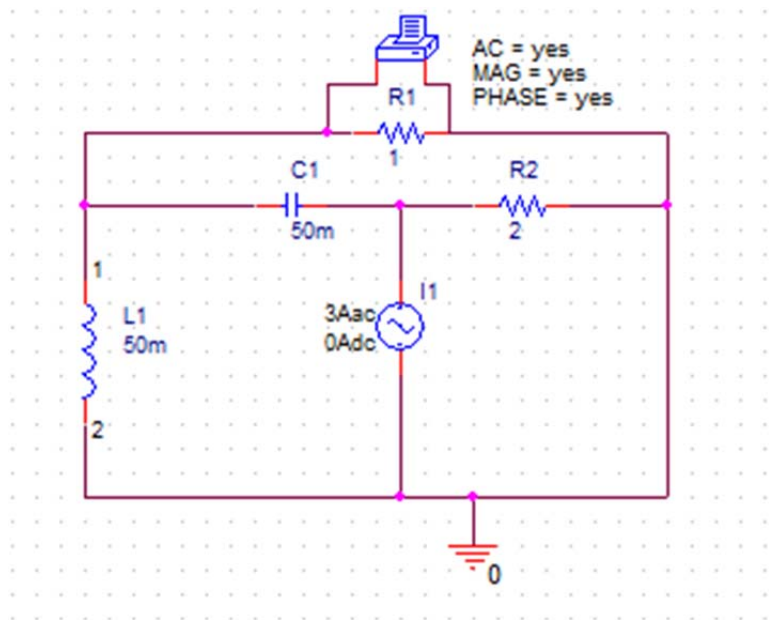 AC = yes
MAG = yes
PHASE = yes
R1
1
C1
50m
R2
2
1
L1
50m
2
I1
3Aac
0Adc
0